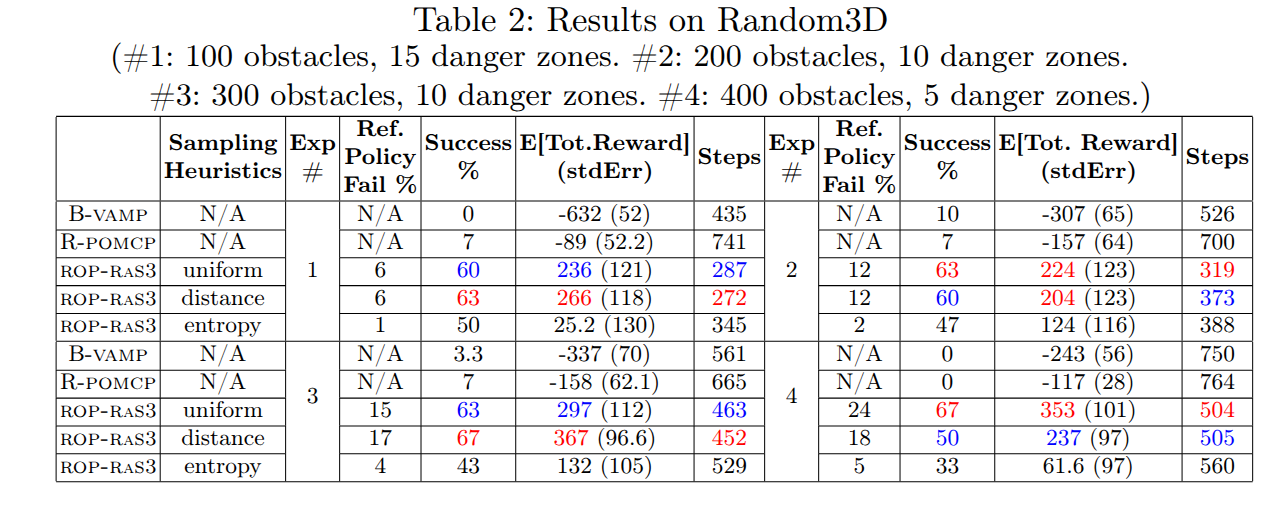 Table 2: Results on Random3D
(#1: 100 obstacles, 15 danger zones. #2: 200 obstacles, 10 danger zones.
#3: 300 obstacles, 10 danger zones. #4: 400 obstacles, 5 danger zones.)
Sampling Heuristics Exp # Ref. Policy Fail % Success % E[Tot.Reward] (stdErr) Steps Exp # Ref. Policy Fail % Success % E[Tot. Reward] (stdErr) Steps
B-VAMP N/A 1 N/A 0 -632 (52) 435 2 N/A 10 -307 (65) 526
R-POMCP N/A N/A 7 -89 (52.2) 741 N/A 7 -157 (64) 700
ROP-RAS3 uniform 6 60 236 (121) 287 12 63 224 (123) 319
ROP-RAS3 distance 6 63 266 (118) 272 12 60 204 (123) 373
ROP-RAS3 entropy 1 50 25.2 (130) 345 2 47 124 (116) 388
B-VAMP N/A 3 N/A 3.3 -337 (70) 561 4 N/A 0 -243 (56) 750
R-POMCP N/A N/A 7 -158 (62.1) 665 N/A 0 -117 (28) 764
ROP-RAS3 uniform 15 63 297 (112) 463 24 67 353 (101) 504
ROP-RAS3 distance 17 67 367 (96.6) 452 18 50 237 (97) 505
ROP-RAS3 entropy 4 43 132 (105) 529 5 33 61.6 (97) 560